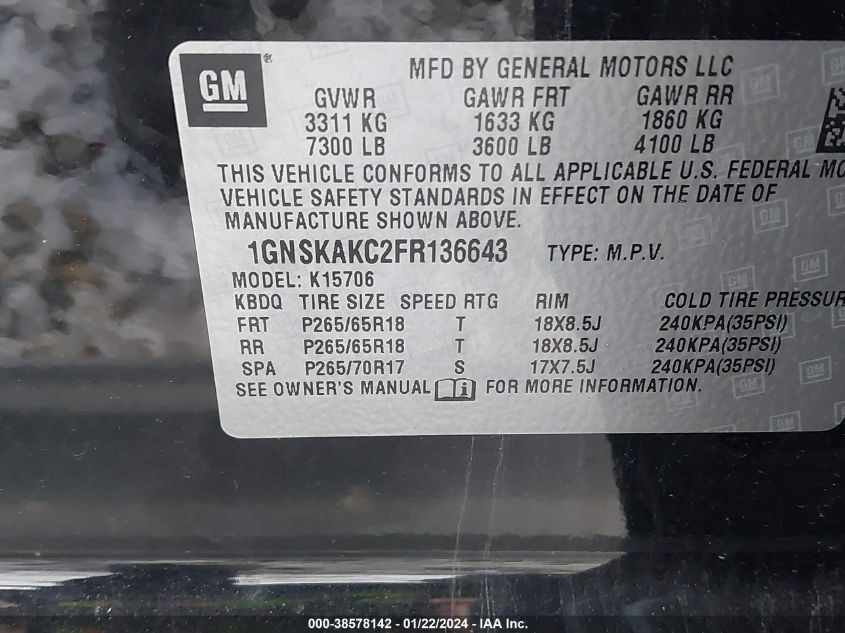 GM ®
MFD BY GENERAL MOTORS LLC
GVWR GAWR FRT GAWR RR
3311 KG 1633 KG 1860 KG
7300 LB 3600 LB 4100 LB
THIS VEHICLE CONFORMS TO ALL APPLICABLE U.S. FEDERAL MO
VEHICLE SAFETY STANDARDS IN EFFECT ON THE DATE OF
MANUFACTURE SHOWN ABOVE.
1GNSKAKC2FR136643 TYPE: M.P.V.
MODEL: K15706
KBDQ TIRE SIZE SPEED RTG RIM COLD TIRE PRESSUR
FRT P265/65R18 T 18X8.5J 240KPA(35PSI)
RR P265/65R18 T 18X8.5J 240KPA(35PSI)
SPA P265/70R17 S 17X7.5J 240KPA(35PSI)
SEE OWNER'S MANUAL i FOR MORE INFORMATION.
000-38578142 - 01/22/2024 - IAA Inc.